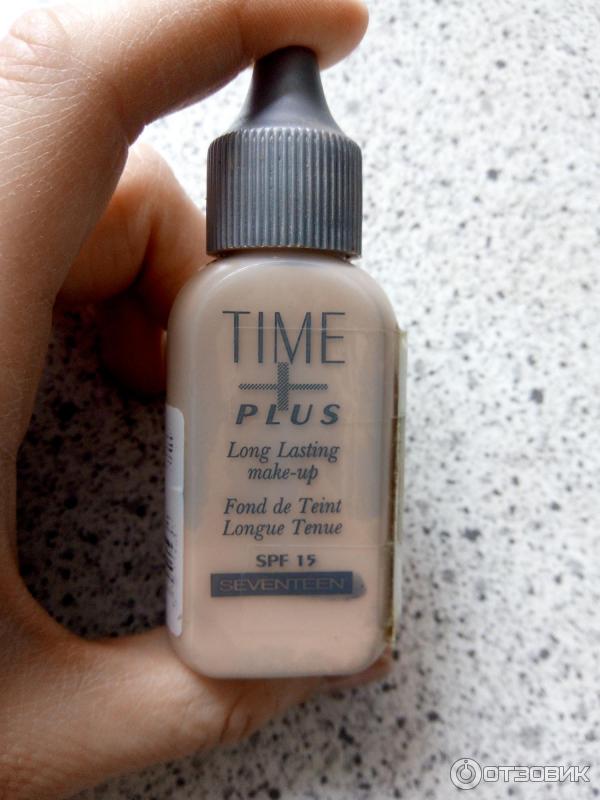 TIME
PLUS
Long Lasting
make-up
Fond de Teint
Longue Tenue
SPF 15
SEVENTEEN
ОТЗОВИК